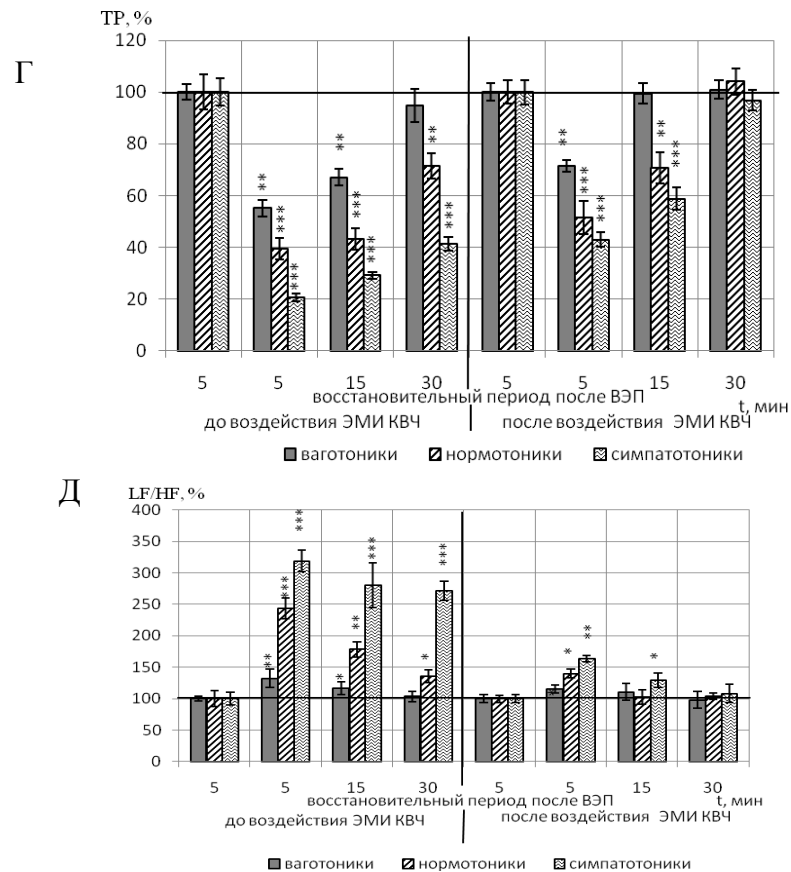 TP, %
Г
120
100
80
60
40
20
0
** *** ***
** *** ***
** ***
** *** ***
** ***
5 5 15 30 5 5 15 30
восстановительный период после ВЭП
t, мин
до воздействия ЭМИ КВЧ после воздействия ЭМИ КВЧ
ваготоники нормотоники симпатотоники
Д
LF/HF, %
400
350
300
250
200
150
100
50
0
** *** ***
* ** ***
* ***
* **
*
5 5 15 30 5 5 15 30
восстановительный период после ВЭП
t, мин
до воздействия ЭМИ КВЧ после воздействия ЭМИ КВЧ
ваготоники нормотоники симпатотоники